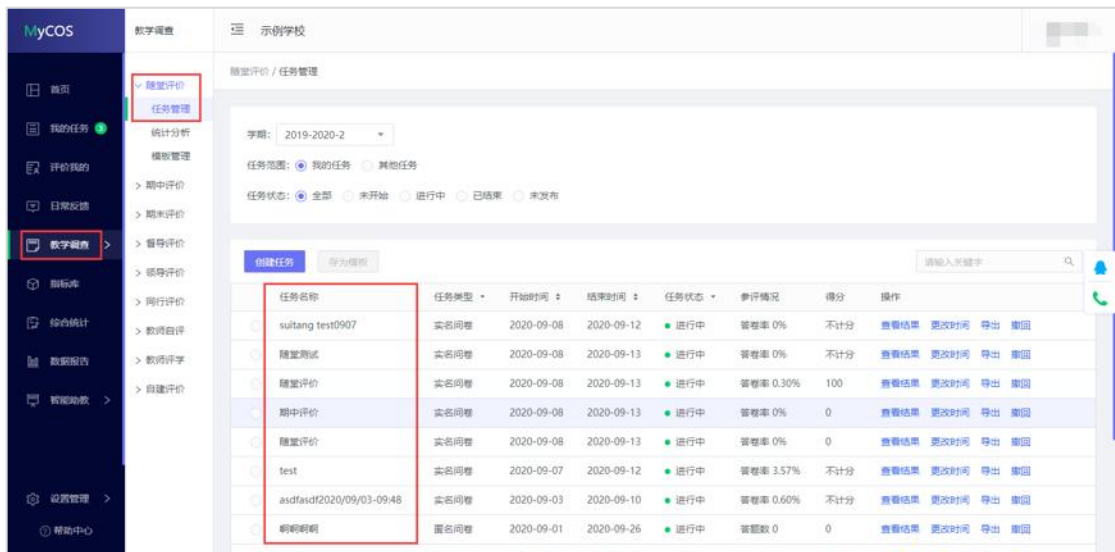 MyCOS
教学调查
示例学校
首页
我的任务 3
评价我的
日常反馈
教学调查 >
指标库
综合统计
数据报告
智能助教 >
设置管理 >
帮助中心
随堂评价
任务管理
统计分析
模板管理
> 期中评价
> 期末评价
> 督导评价
> 领导评价
> 同行评价
> 教师自评
> 教师评学
> 自建评价
随堂评价 / 任务管理
学期: 2019-2020-2
任务范围: 我的任务 其他任务
任务状态: 全部 未开始 进行中 已结束 未发布
创建任务 存为模板 请输入关键字
任务名称 任务类型 开始时间 结束时间 任务状态 参评情况 得分 操作
suitang test0907 实名问卷 2020-09-08 2020-09-12 进行中 答卷率 0% 不计分 查看结果 更改时间 导出 撤回
随堂测试 实名问卷 2020-09-08 2020-09-13 进行中 答卷率 0% 不计分 查看结果 更改时间 导出 撤回
随堂评价 实名问卷 2020-09-08 2020-09-13 进行中 答卷率 0.30% 100 查看结果 更改时间 导出 撤回
期中评价 实名问卷 2020-09-08 2020-09-13 进行中 答卷率 0% 0 查看结果 更改时间 导出 撤回
随堂评价 实名问卷 2020-09-08 2020-09-13 进行中 答卷率 0% 0 查看结果 更改时间 导出 撤回
test 实名问卷 2020-09-07 2020-09-12 进行中 答卷率 3.57% 不计分 查看结果 更改时间 导出 撤回
asdfasdf2020/09/03-09:48 实名问卷 2020-09-03 2020-09-10 进行中 答卷率 0.60% 不计分 查看结果 更改时间 导出 撤回
啊啊啊啊 匿名问卷 2020-09-01 2020-09-26 进行中 答题数 0 0 查看结果 更改时间 导出 撤回